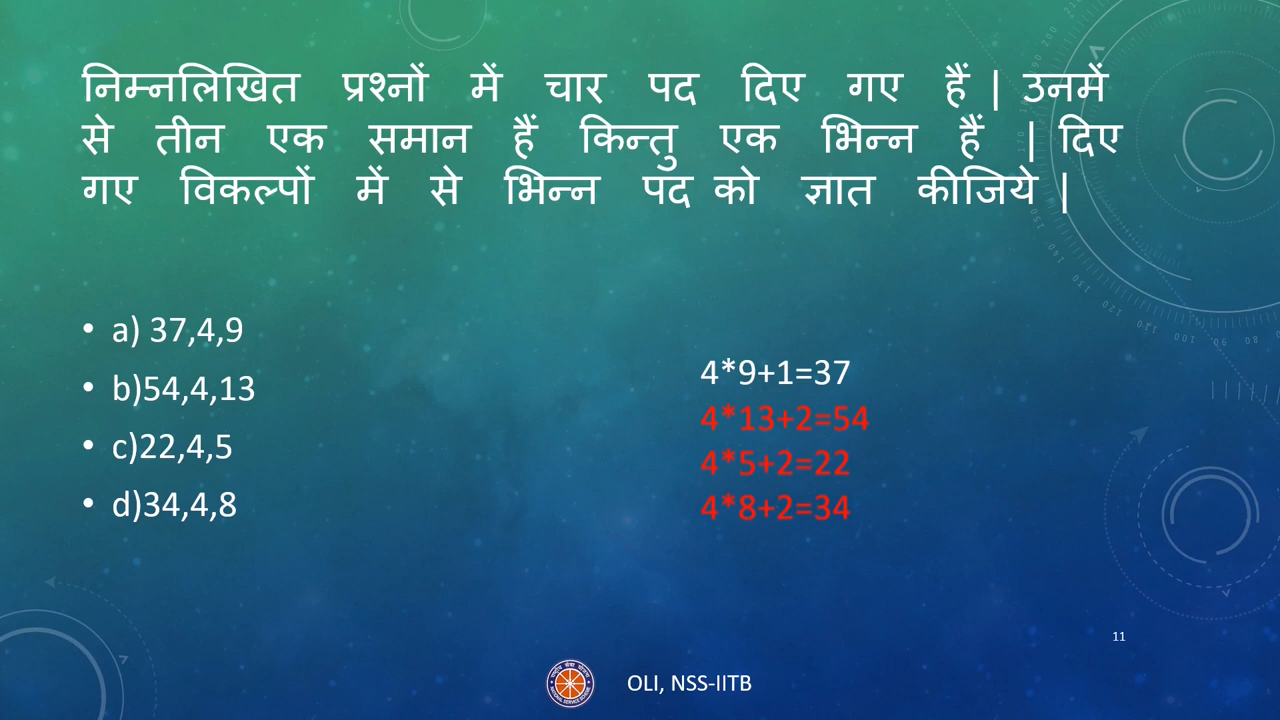 निम्नलिखित प्रश्नों में चार पद दिए गए हैं | उनमें
से तीन एक समान हैं किन्तु एक भिन्न हैं | दिए
गए विकल्पों में से भिन्न पद को ज्ञात कीजिये |
• a) 37,4,9
• b)54,4,13
• c)22,4,5
• d)34,4,8
4*9+1=37
4*13+2=54
4*5+2=22
4*8+2=34
11
OLI, NSS-IITB